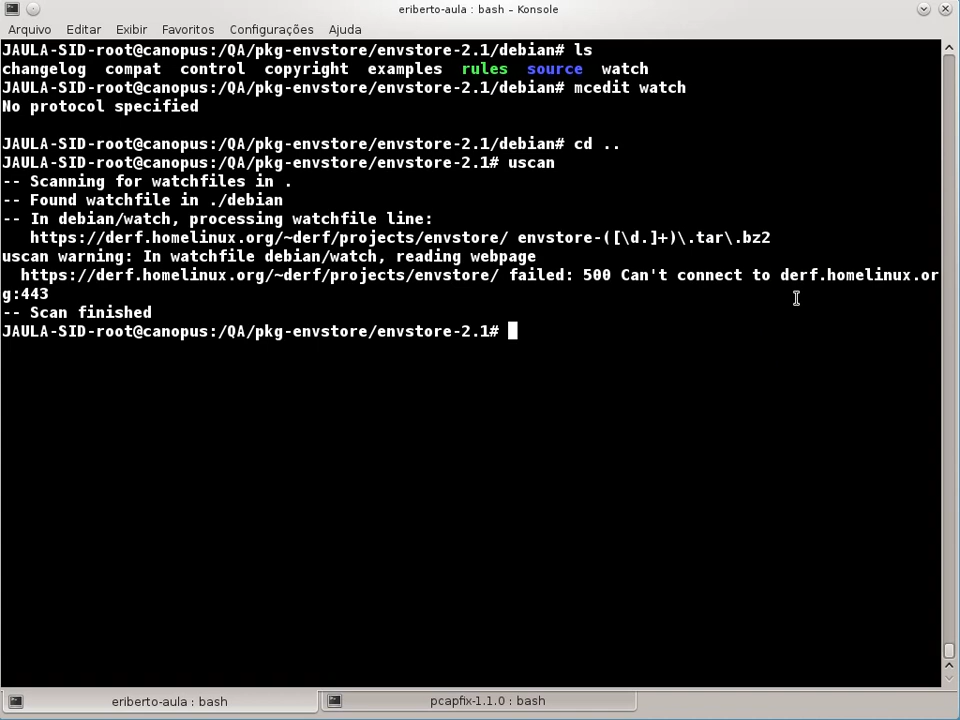 eriberto-aula : bash – Konsole
Arquivo Editar Exibir Favoritos Configurações Ajuda
JAULA-SID-root@canopus:/QA/pkg-envstore/envstore-2.1/debian# ls
changelog compat control copyright examples rules source watch
JAULA-SID-root@canopus:/QA/pkg-envstore/envstore-2.1/debian# mcedit watch
No protocol specified
JAULA-SID-root@canopus:/QA/pkg-envstore/envstore-2.1/debian# cd ..
JAULA-SID-root@canopus:/QA/pkg-envstore/envstore-2.1# uscan
-- Scanning for watchfiles in .
-- Found watchfile in ./debian
-- In debian/watch, processing watchfile line:
https://derf.homelinux.org/~derf/projects/envstore/ envstore-([\d.]+)\.tar\.bz2
uscan warning: In watchfile debian/watch, reading webpage
https://derf.homelinux.org/~derf/projects/envstore/ failed: 500 Can't connect to derf.homelinux.or
g:443
-- Scan finished
JAULA-SID-root@canopus:/QA/pkg-envstore/envstore-2.1#
eriberto-aula : bash
pcapfix-1.1.0 : bash